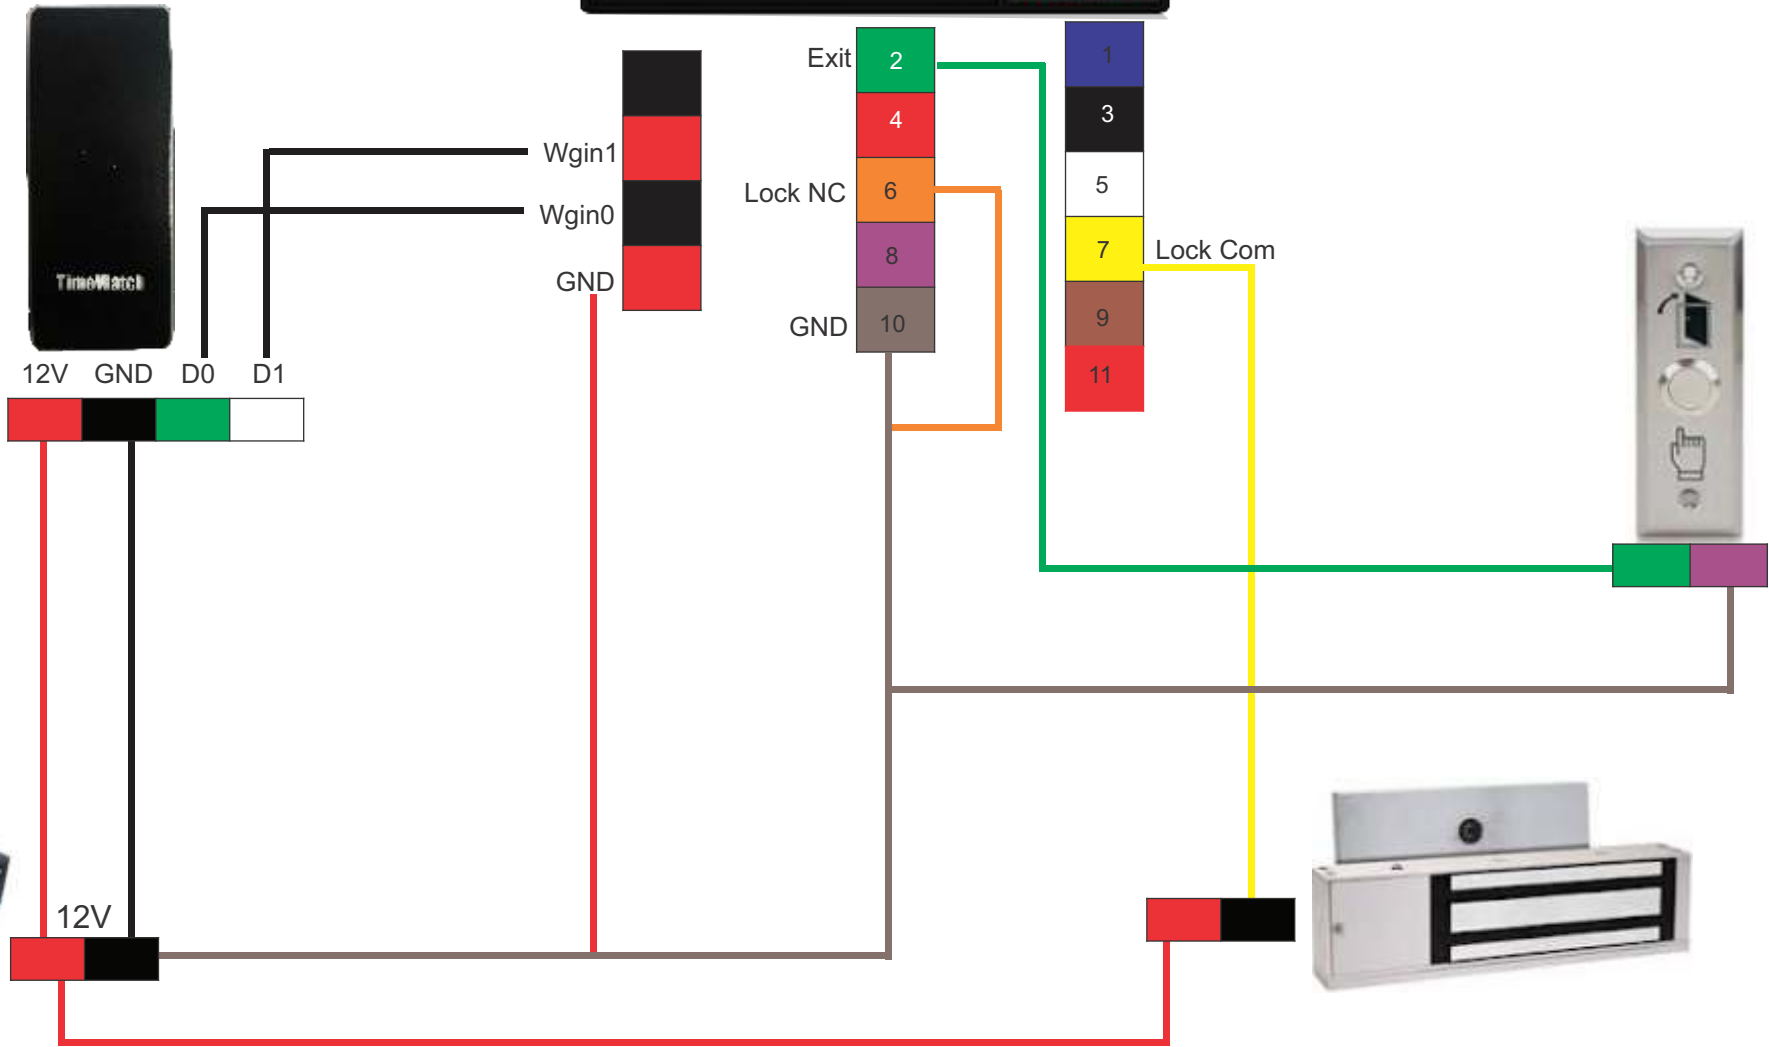 TimeWatch
12V GND D0 D1
Wgin1
Wgin0
GND
Exit
Lock NC
GND
2
4
6
8
10
1
3
5
7
9
11
Lock Com
12V